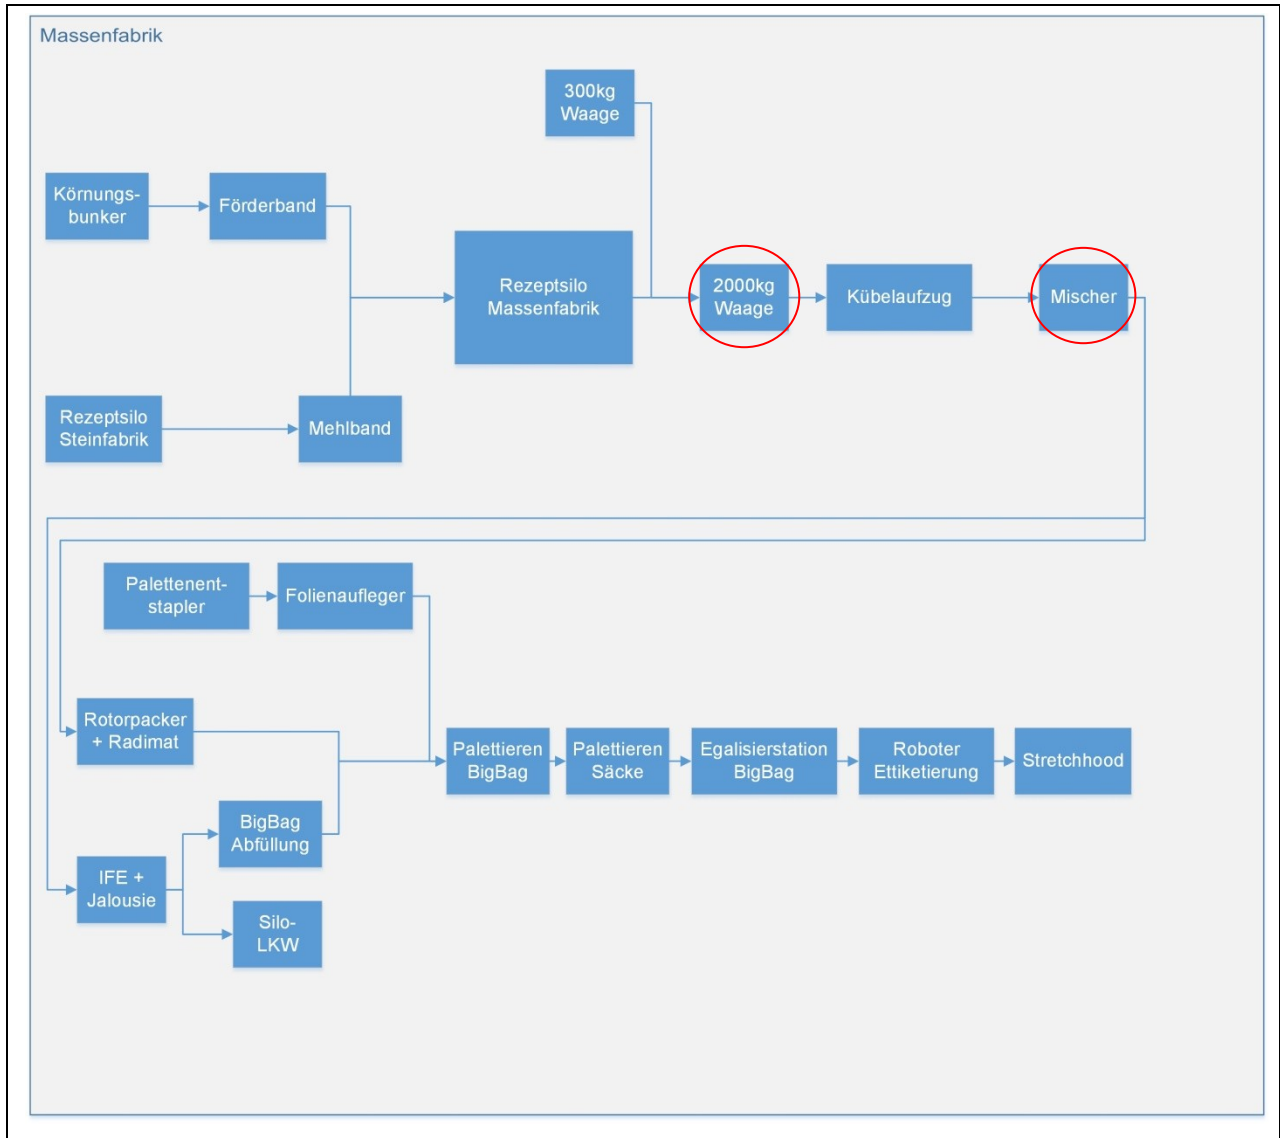 Massenfabrik
300kg
Waage
Körnungs-
bunker
Förderband
Rezeptsilo
Massenfabrik
2000kg
Waage
Kübelaufzug
Mischer
Rezeptsilo
Steinfabrik
Mehlband
Palettenent-
stapler
Folienaufleger
Rotorpacker
+ Radimat
Palettieren
BigBag
Palettieren
Säcke
Egalisierstation
BigBag
Roboter
Ettiketierung
Stretchhood
BigBag
Abfüllung
IFE +
Jalousie
Silo-
LKW